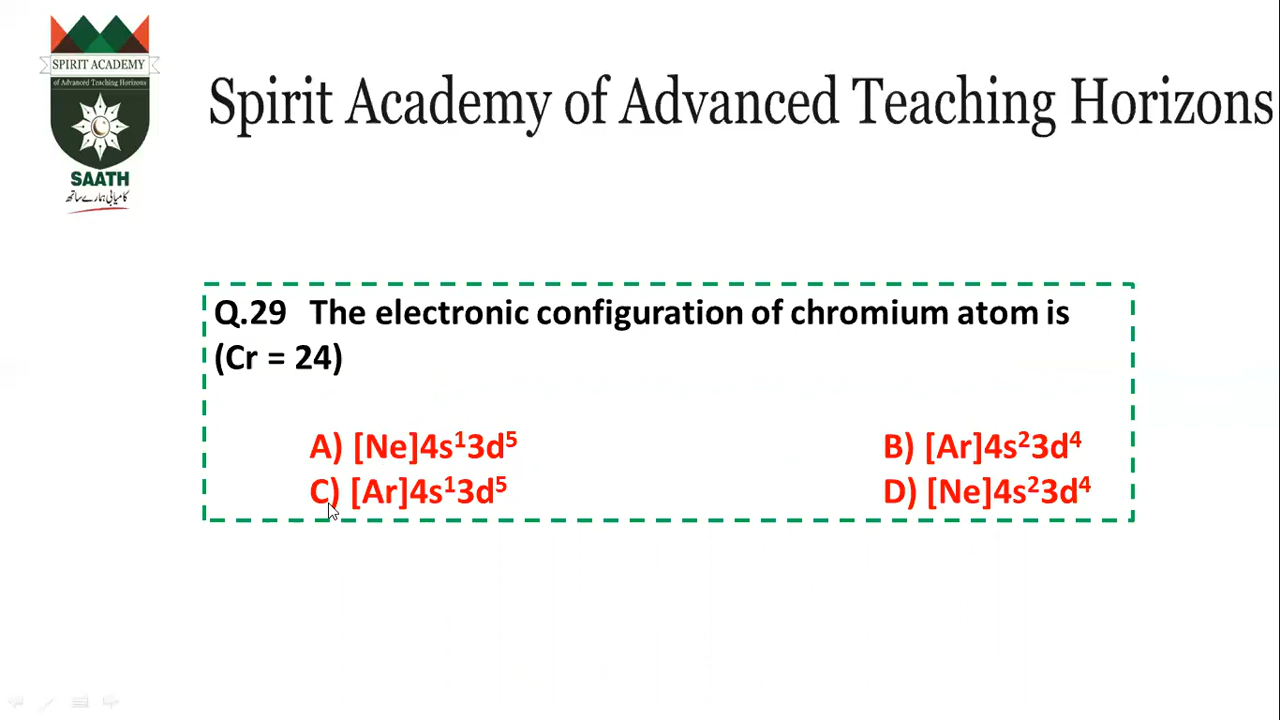 SPIRIT ACADEMY
of Advanced Teaching Horizons
SAATH
کامیابی ہمارے ساتھ
Spirit Academy of Advanced Teaching Horizons
Q.29 The electronic configuration of chromium atom is
(Cr = 24)
A) [Ne]4s¹3d⁵ B) [Ar]4s²3d⁴
C) [Ar]4s¹3d⁵ D) [Ne]4s²3d⁴